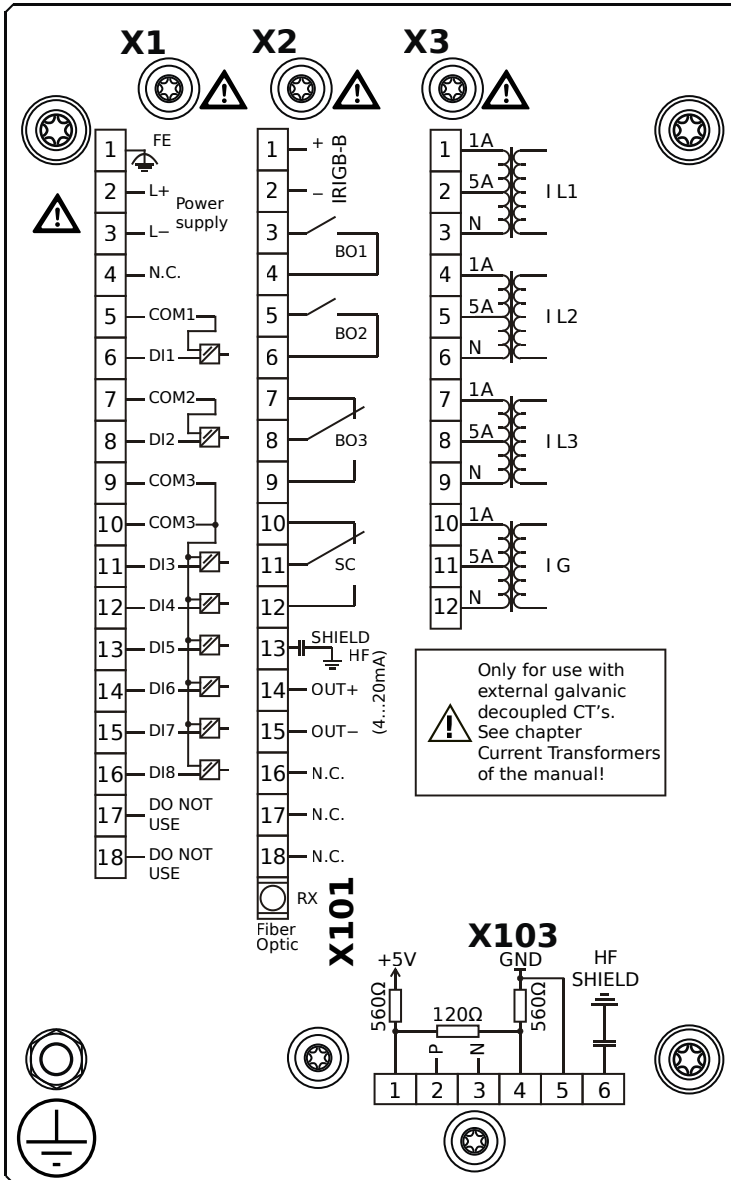 X1
X2
X3
1
FE
2
L+
Power
supply
3
L−
4
N.C.
5
COM1
6
DI1
7
COM2
8
DI2
9
COM3
10
COM3
11
DI3
12
DI4
13
DI5
14
DI6
15
DI7
16
DI8
17
DO NOT
USE
18
DO NOT
USE
1
+
IRIGB-B
2
−
3
BO1
4
5
BO2
6
7
8
BO3
9
10
11
SC
12
13
SHIELD
HF
14
OUT+
(4...20mA)
15
OUT−
16
N.C.
17
N.C.
18
N.C.
RX
Fiber
Optic
X101
1
1A
2
5A
I L1
3
N
4
1A
5
5A
I L2
6
N
7
1A
8
5A
I L3
9
N
10
1A
11
5A
I G
12
N
Only for use with
external galvanic
decoupled CT's.
See chapter
Current Transformers
of the manual!
X103
+5V
GND
HF
SHIELD
560Ω
120Ω
560Ω
P
N
1
2
3
4
5
6